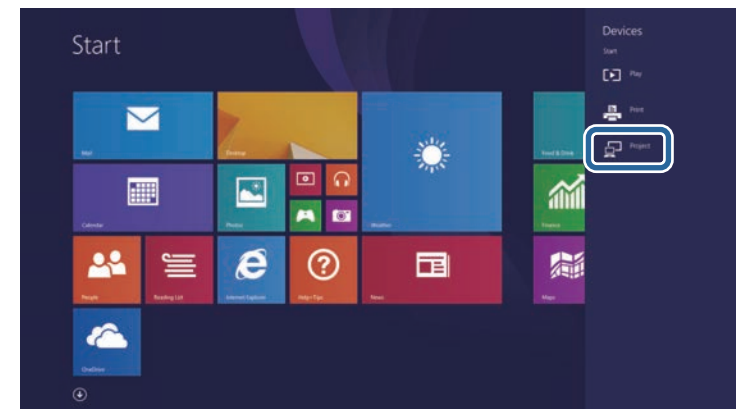 Start
Devices
Start
Play
Print
Project
Mail
Desktop
Weather
Food & Drink
Calendar
Photos
Finance
People
Reading List
Internet Explorer
Help+Tips
News
Maps
OneDrive